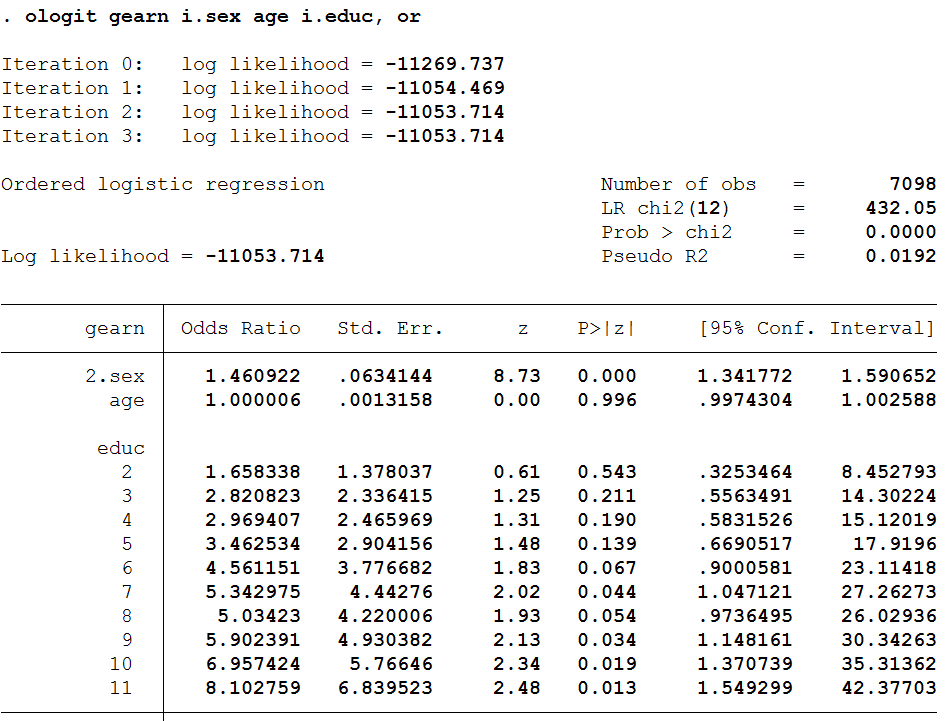 . ologit gearn i.sex age i.educ, or
Iteration 0:   log likelihood = -11269.737
Iteration 1:   log likelihood = -11054.469
Iteration 2:   log likelihood = -11053.714
Iteration 3:   log likelihood = -11053.714
Ordered logistic regression                       Number of obs   =       7098
LR chi2(12)     =     432.05
Prob > chi2     =     0.0000
Log likelihood = -11053.714                       Pseudo R2       =     0.0192
gearn | Odds Ratio   Std. Err.      z    P>|z|     [95% Conf. Interval]
2.sex | 1.460922   .0634144     8.73   0.000     1.341772    1.590652
age | 1.000006   .0013158     0.00   0.996     .9974304    1.002588
educ |
2 | 1.658338   1.378037     0.61   0.543     .3253464    8.452793
3 | 2.820823   2.336415     1.25   0.211     .5563491    14.30224
4 | 2.969407   2.465969     1.31   0.190     .5831526    15.12019
5 | 3.462534   2.904156     1.48   0.139     .6690517     17.9196
6 | 4.561151   3.776682     1.83   0.067     .9000581    23.11418
7 | 5.342975    4.44276     2.02   0.044     1.047121    27.26273
8 | 5.03423   4.220006     1.93   0.054     .9736495    26.02936
9 | 5.902391   4.930382     2.13   0.034     1.148161    30.34263
10 | 6.957424    5.76646     2.34   0.019     1.370739    35.31362
11 | 8.102759   6.839523     2.48   0.013     1.549299    42.37703